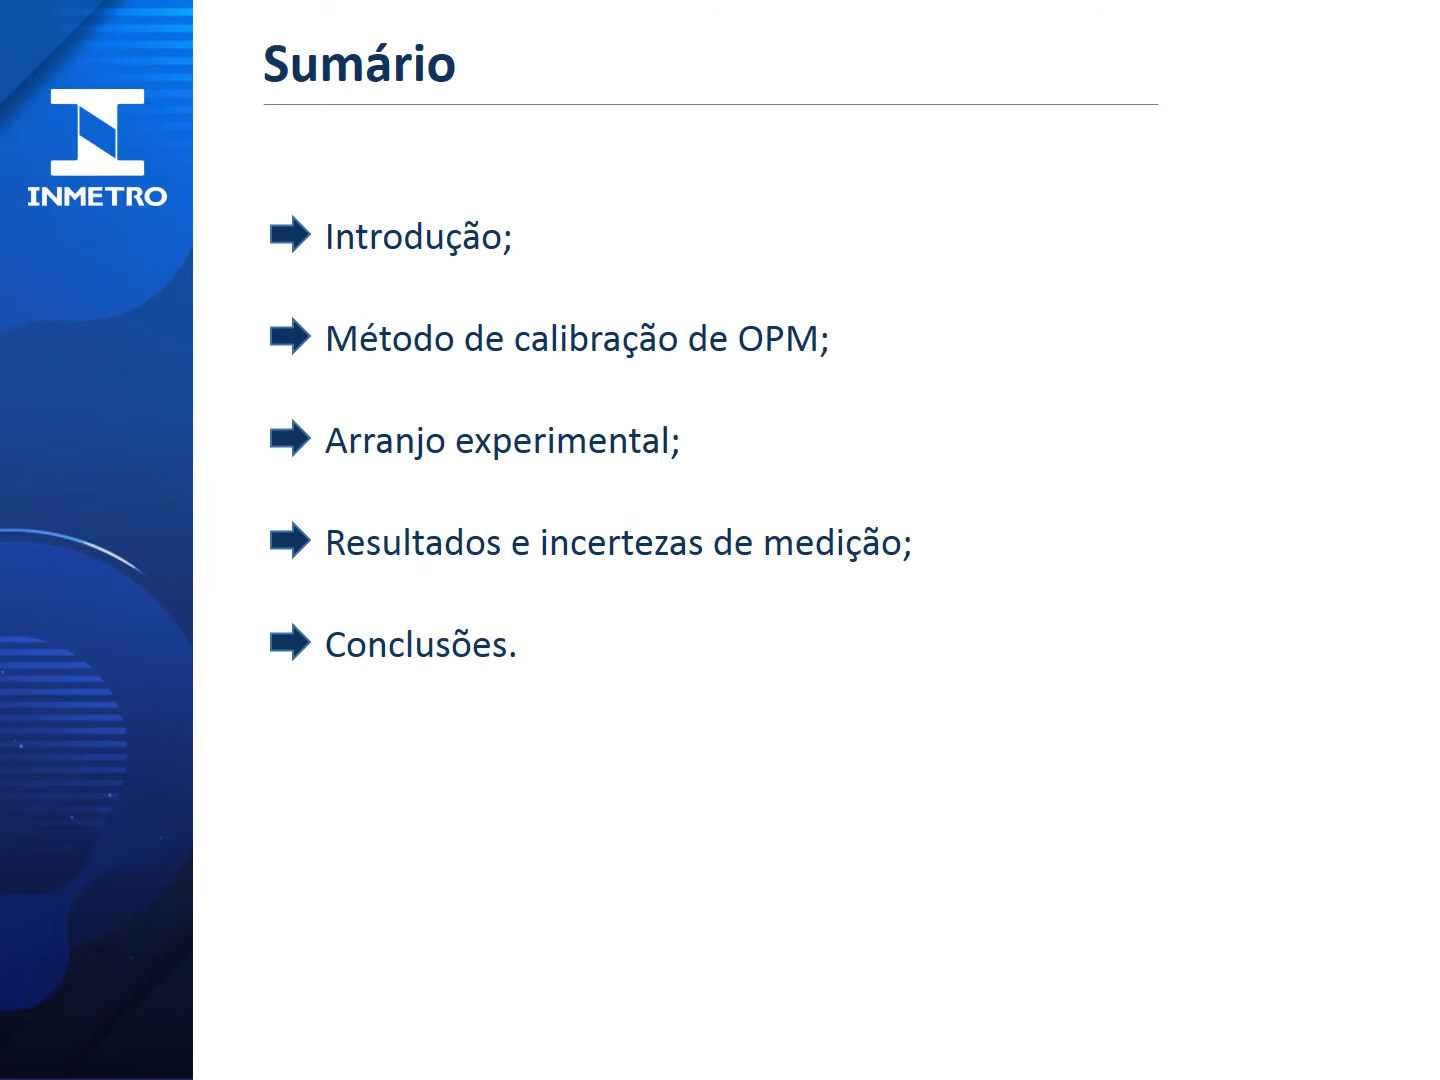 INMETRO
Sumário
Introdução;
Método de calibração de OPM;
Arranjo experimental;
Resultados e incertezas de medição;
Conclusões.